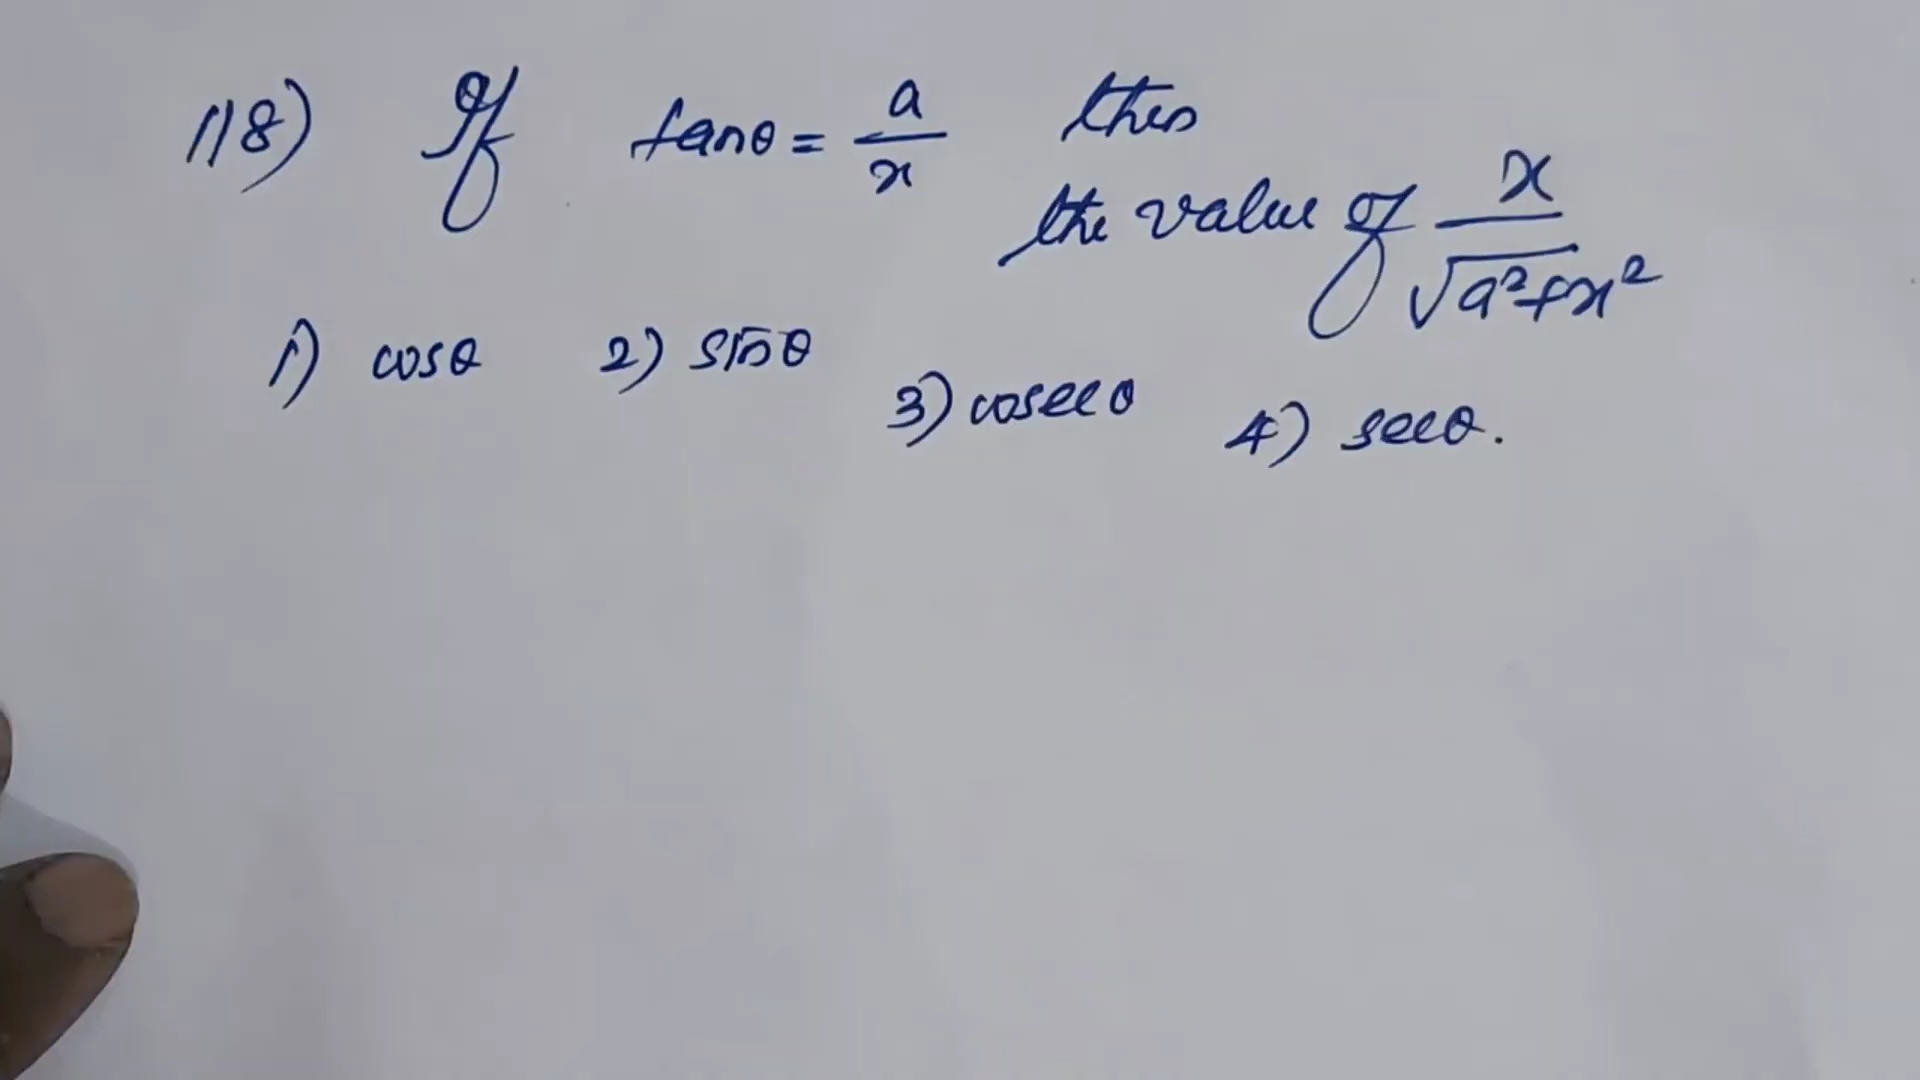 118) If tanθ = a/x then
the value of x/√a²+x²
1) cosθ 2) sinθ
3) cosecθ 4) secθ.